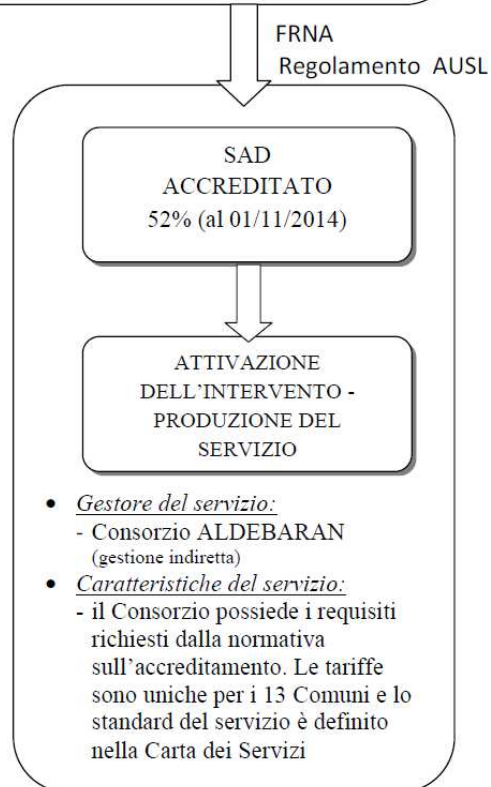 FRNA
Regolamento AUSL
SAD
ACCREDITATO
52% (al 01/11/2014)
ATTIVAZIONE
DELL’INTERVENTO -
PRODUZIONE DEL
SERVIZIO
• Gestore del servizio:
- Consorzio ALDEBARAN
(gestione indiretta)
• Caratteristiche del servizio:
- il Consorzio possiede i requisiti
richiesti dalla normativa
sull’accreditamento. Le tariffe
sono uniche per i 13 Comuni e lo
standard del servizio è definito
nella Carta dei Servizi